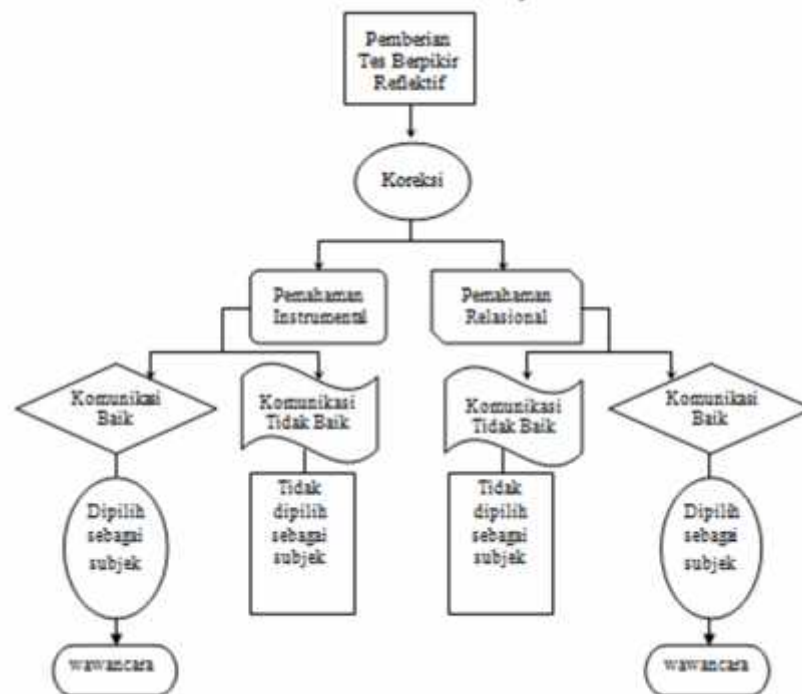 Pemberian
Tes Berpikir
Reflektif
Koreksi
Pemahaman
Instrumental
Pemahaman
Relasional
Komunikasi
Baik
Komunikasi
Tidak Baik
Komunikasi
Tidak Baik
Komunikasi
Baik
Dipilih
sebagai
subjek
Tidak
dipilih
sebagai
subjek
Tidak
dipilih
sebagai
subjek
Dipilih
sebagai
subjek
wawancara
wawancara